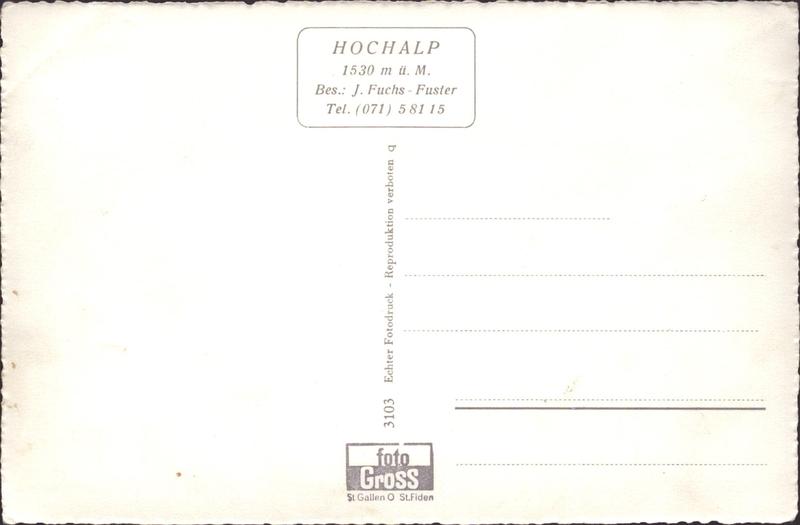 HOCHALP
1530 m ü. M.
Bes.: J. Fuchs - Fuster
Tel. (071) 5 81 15
3103 Echter Fotodruck - Reproduktion verboten q
foto
Gross
St Gallen O St. Fiden